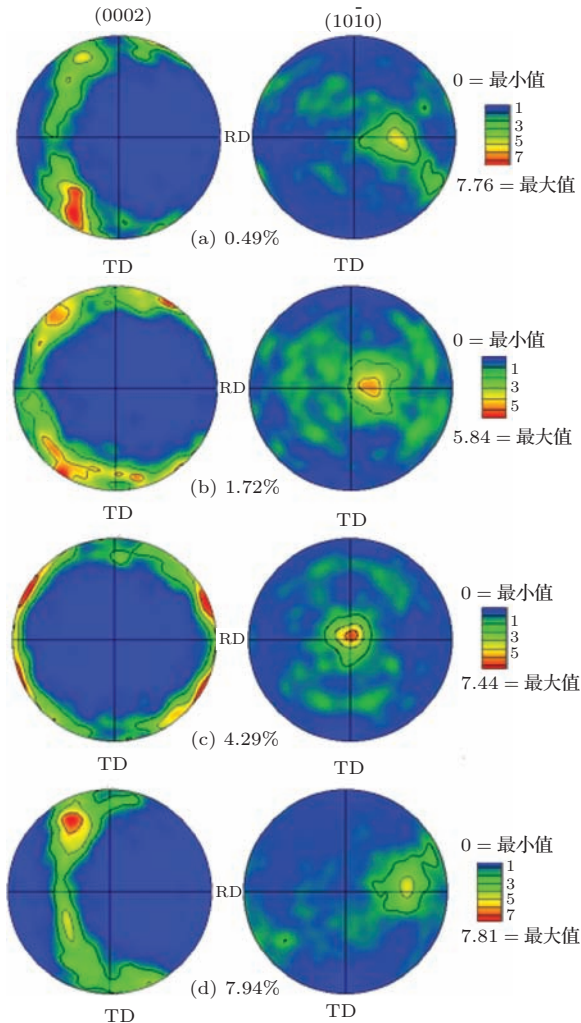 (0002)
(101̄0)
RD
0 = 最小值
1
3
5
7
7.76 = 最大值
(a) 0.49%
TD
TD
RD
0 = 最小值
1
3
5
5.84 = 最大值
(b) 1.72%
TD
TD
RD
0 = 最小值
1
3
5
7.44 = 最大值
(c) 4.29%
TD
TD
RD
0 = 最小值
1
3
5
7
7.81 = 最大值
(d) 7.94%
TD
TD